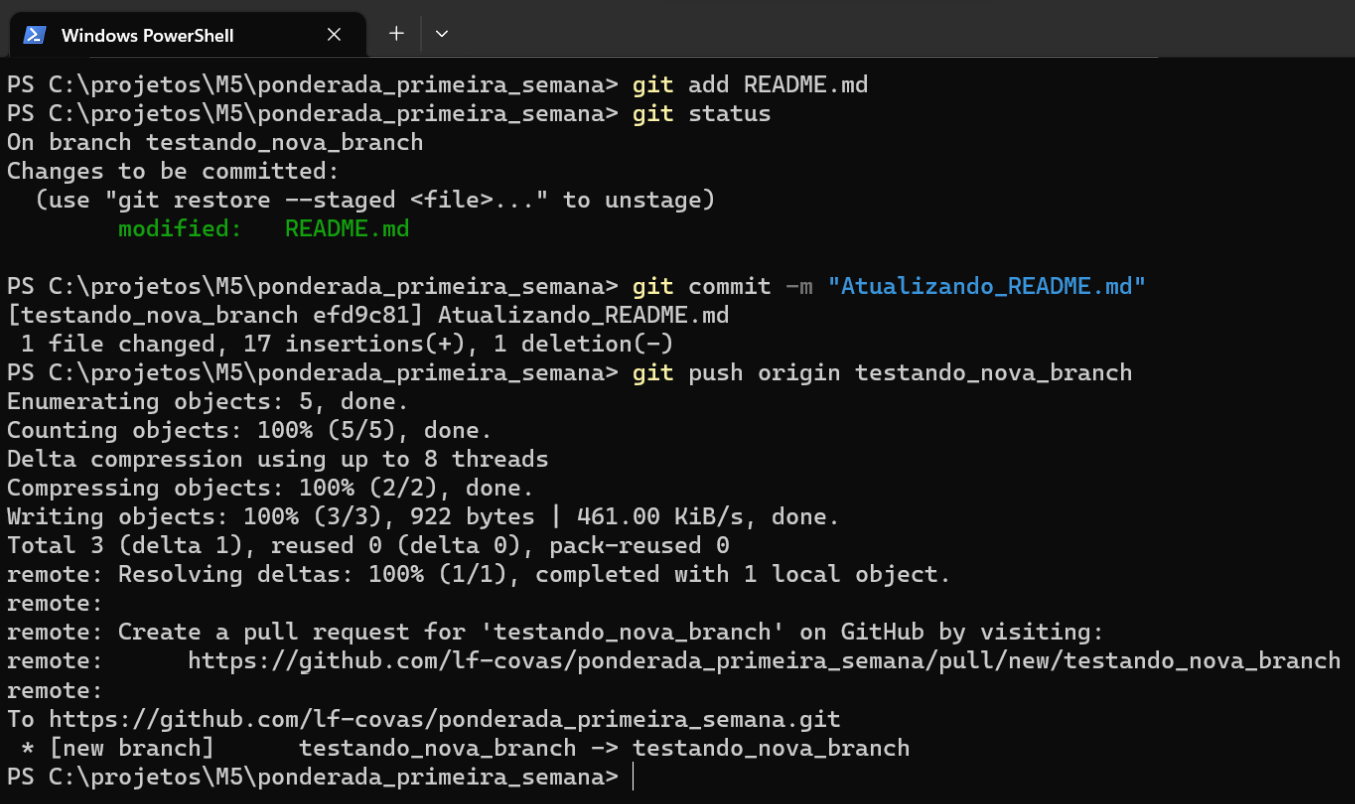 Windows PowerShell
PS C:\projetos\M5\ponderada_primeira_semana> git add README.md
PS C:\projetos\M5\ponderada_primeira_semana> git status
On branch testando_nova_branch
Changes to be committed:
  (use "git restore --staged <file>..." to unstage)
        modified:   README.md

PS C:\projetos\M5\ponderada_primeira_semana> git commit -m "Atualizando_README.md"
[testando_nova_branch efd9c81] Atualizando_README.md
 1 file changed, 17 insertions(+), 1 deletion(-)
PS C:\projetos\M5\ponderada_primeira_semana> git push origin testando_nova_branch
Enumerating objects: 5, done.
Counting objects: 100% (5/5), done.
Delta compression using up to 8 threads
Compressing objects: 100% (2/2), done.
Writing objects: 100% (3/3), 922 bytes | 461.00 KiB/s, done.
Total 3 (delta 1), reused 0 (delta 0), pack-reused 0
remote: Resolving deltas: 100% (1/1), completed with 1 local object.
remote:
remote: Create a pull request for 'testando_nova_branch' on GitHub by visiting:
remote:      https://github.com/lf-covas/ponderada_primeira_semana/pull/new/testando_nova_branch
remote:
To https://github.com/lf-covas/ponderada_primeira_semana.git
 * [new branch]      testando_nova_branch -> testando_nova_branch
PS C:\projetos\M5\ponderada_primeira_semana>